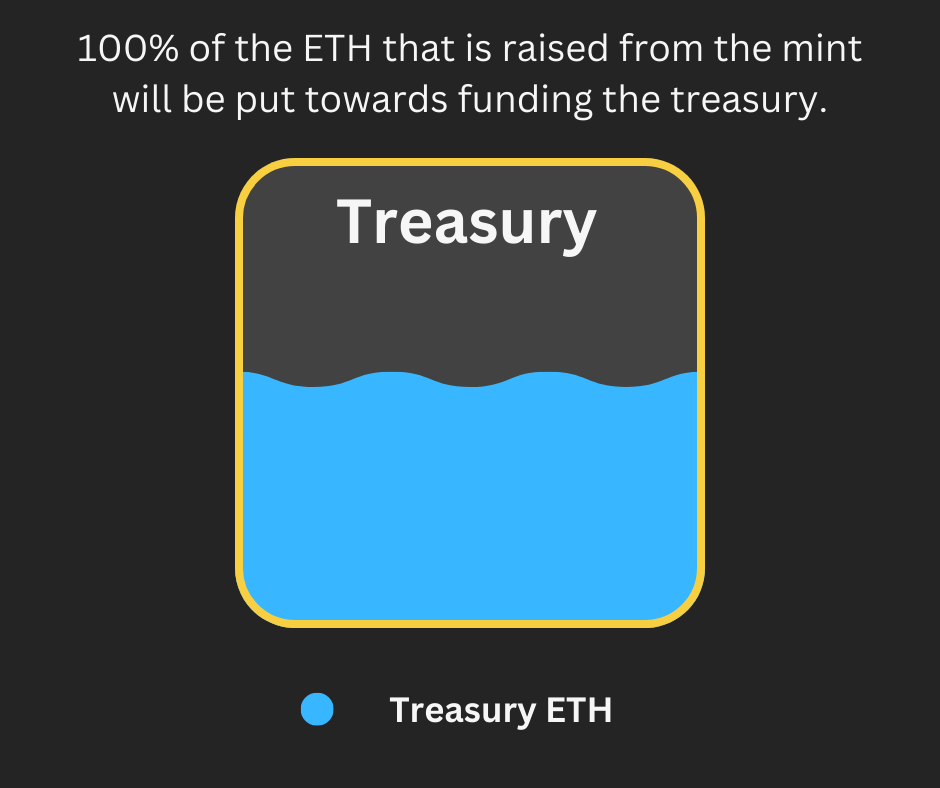 100% of the ETH that is raised from the mint
will be put towards funding the treasury.
Treasury
Treasury ETH